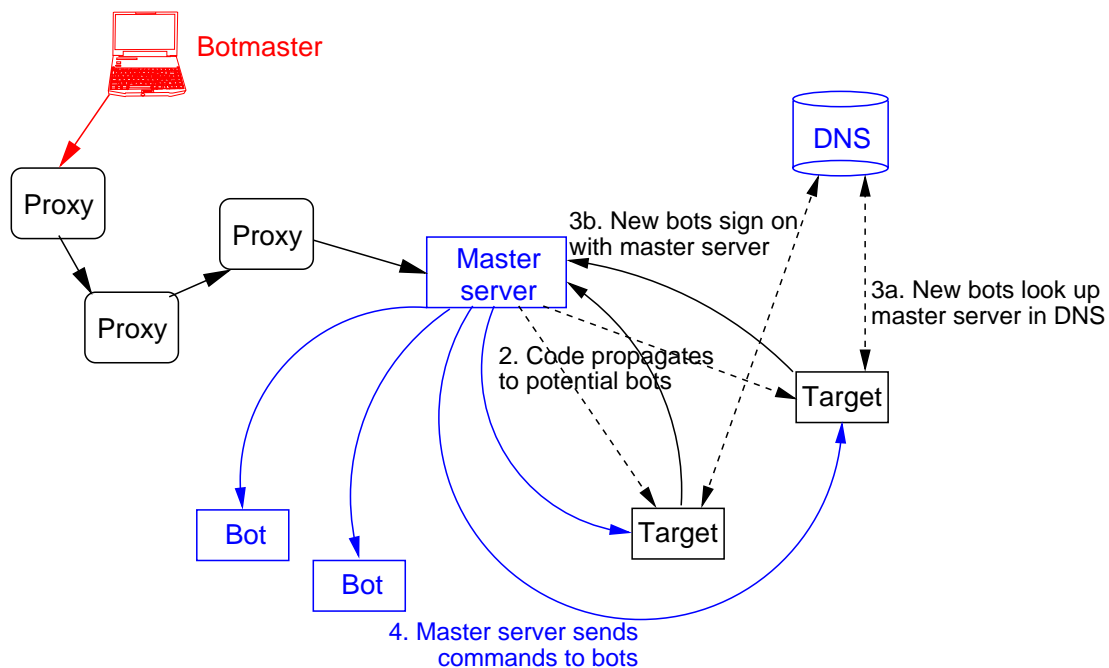 Botmaster
DNS
Proxy
Proxy
3b. New bots sign on
with master server
Master
server
3a. New bots look up
master server in DNS
Proxy
2. Code propagates
to potential bots
Target
Bot
Target
Bot
4. Master server sends
commands to bots